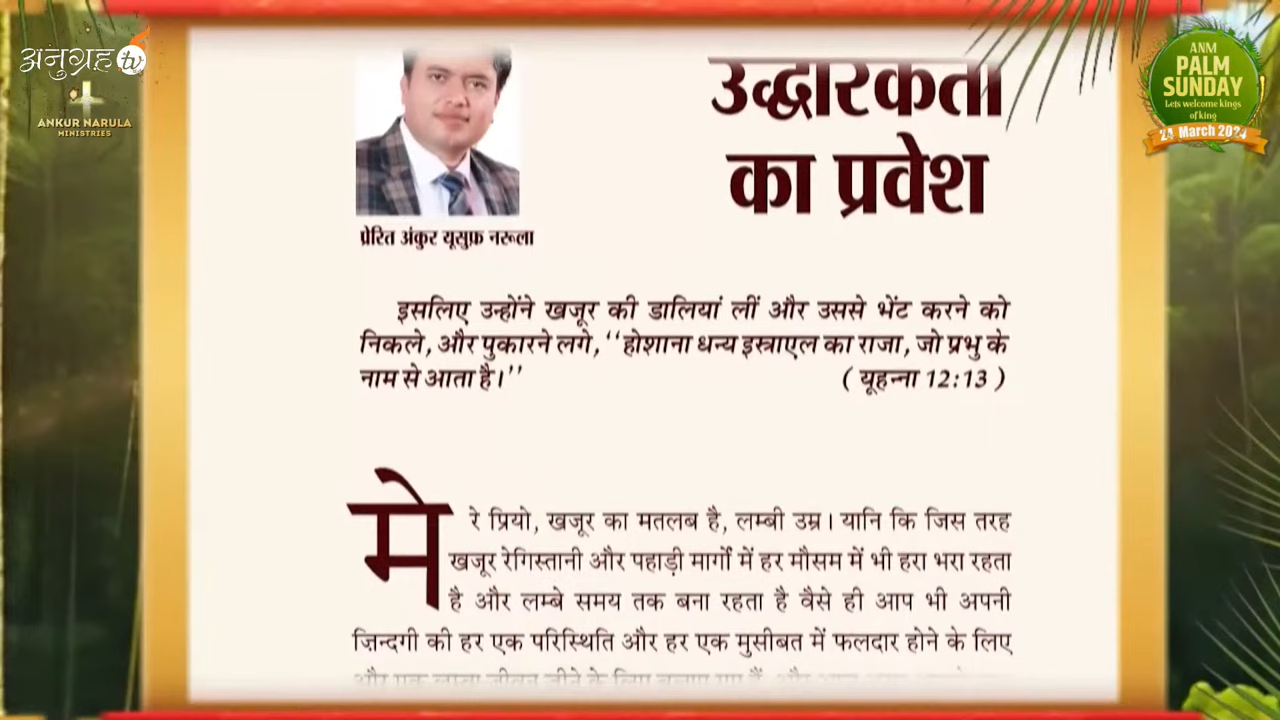 अनुग्रह tv
ANKUR NARULA
MINISTRIES
ANM
PALM
SUNDAY
Lets welcome kings
of king
24 March 2024
उद्धारकर्ता
का प्रवेश
प्रेरित अंकुर यूसुफ़ नरूला
इसलिए उन्होंने खजूर की डालियां लीं और उससे भेंट करने को
निकले, और पुकारने लगे, ‘‘होशाना धन्य इस्राएल का राजा, जो प्रभु के
नाम से आता है।’’ ( यूहन्ना 12:13 )
मेरे प्रियो, खजूर का मतलब है, लम्बी उम्र। यानि कि जिस तरह
खजूर रेगिस्तानी और पहाड़ी मार्गों में हर मौसम में भी हरा भरा रहता
है और लम्बे समय तक बना रहता है वैसे ही आप भी अपनी
ज़िन्दगी की हर एक परिस्थिति और हर एक मुसीबत में फलदार होने के लिए